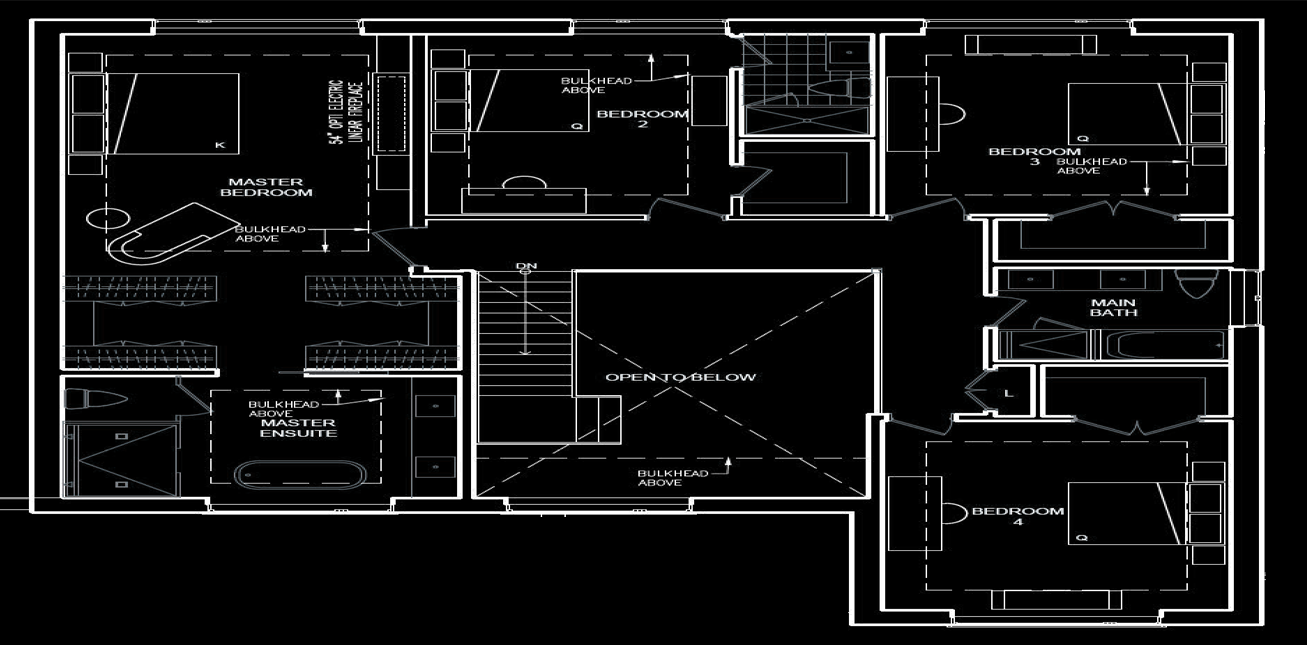 54" OPTI ELECTRIC
LINEAR FIREPLACE
K
MASTER
BEDROOM
BULKHEAD
ABOVE
BULKHEAD
ABOVE
BEDROOM
2
Q
BEDROOM
3
BULKHEAD
ABOVE
Q
DN
OPEN TO BELOW
BULKHEAD
ABOVE
MAIN
BATH
L
BULKHEAD
ABOVE
MASTER
ENSUITE
BEDROOM
4
Q